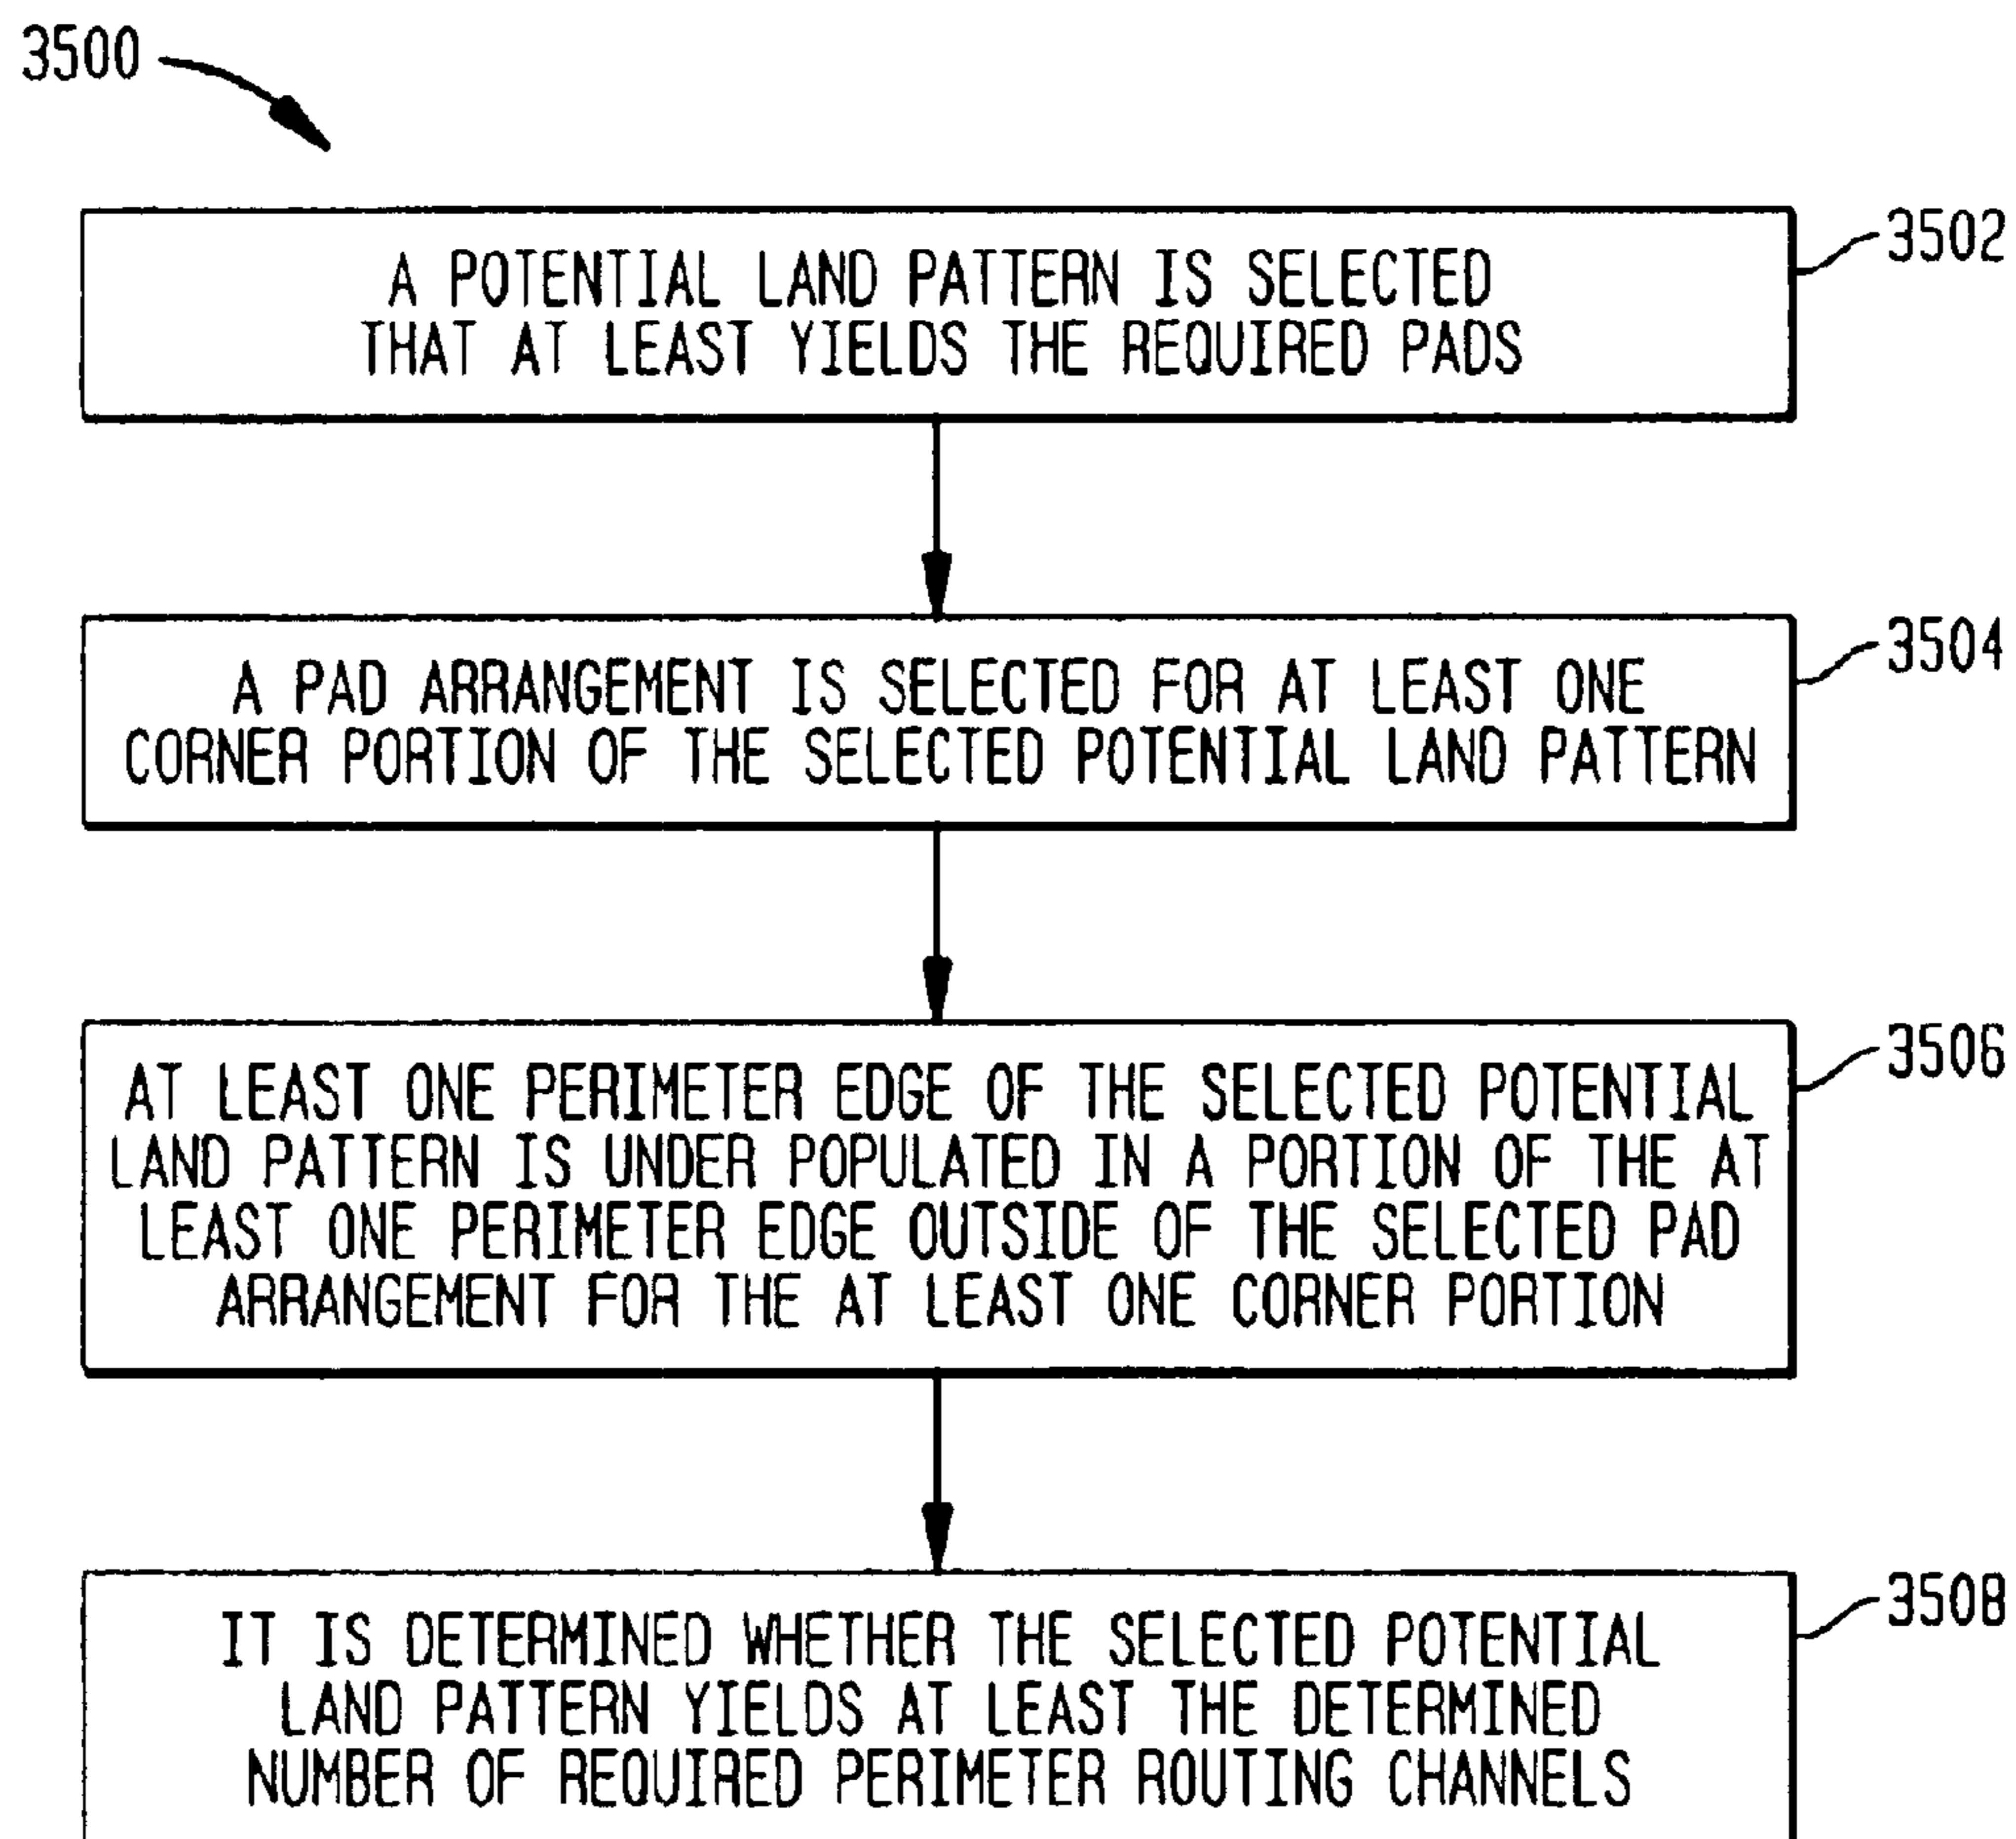 3500
3502
A POTENTIAL LAND PATTERN IS SELECTED
THAT AT LEAST YIELDS THE REQUIRED PADS
3504
A PAD ARRANGEMENT IS SELECTED FOR AT LEAST ONE
CORNER PORTION OF THE SELECTED POTENTIAL LAND PATTERN
3506
AT LEAST ONE PERIMETER EDGE OF THE SELECTED POTENTIAL
LAND PATTERN IS UNDER POPULATED IN A PORTION OF THE AT
LEAST ONE PERIMETER EDGE OUTSIDE OF THE SELECTED PAD
ARRANGEMENT FOR THE AT LEAST ONE CORNER PORTION
3508
IT IS DETERMINED WHETHER THE SELECTED POTENTIAL
LAND PATTERN YIELDS AT LEAST THE DETERMINED
NUMBER OF REQUIRED PERIMETER ROUTING CHANNELS